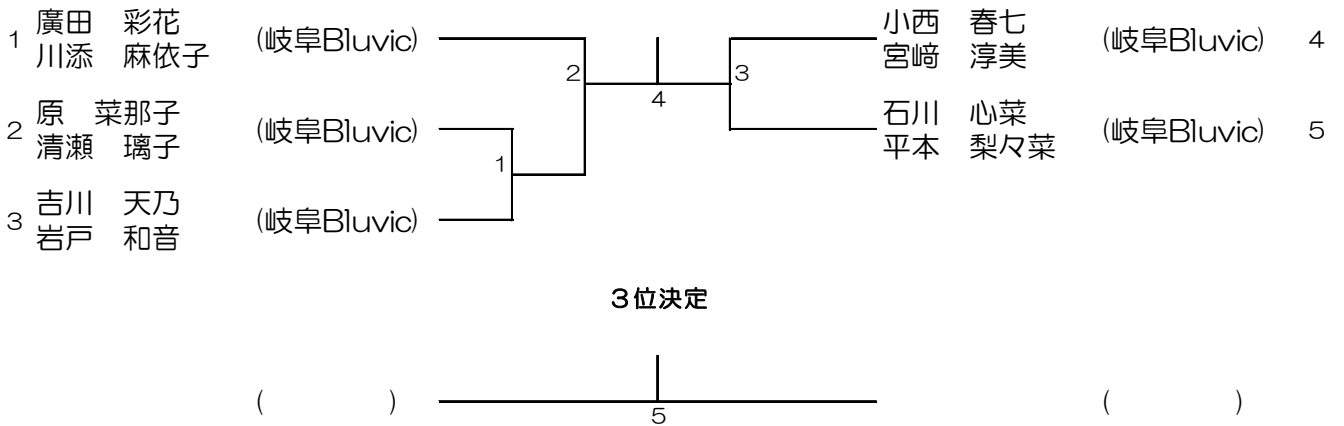 1 廣田　彩花
川添　麻依子
(岐阜Bluvic)
2 原　菜那子
清瀬　璃子
(岐阜Bluvic)
3 吉川　天乃
岩戸　和音
(岐阜Bluvic)
2
1
4
3
小西　春七
宮﨑　淳美
(岐阜Bluvic) 4
石川　心菜
平本　梨々菜
(岐阜Bluvic) 5
３位決定
(　　　　) 5 (　　　　)